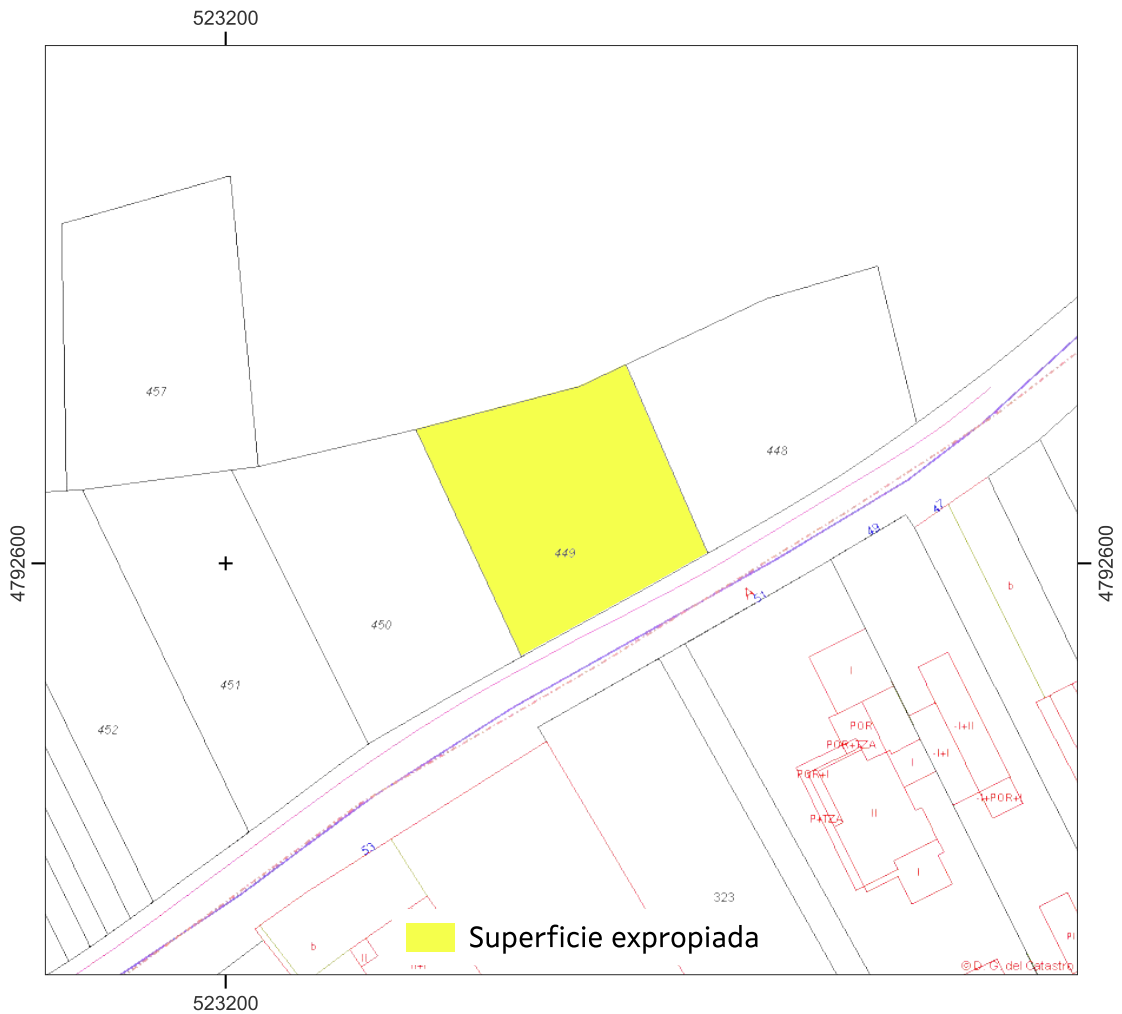 523200
457
448
47
49
449
4792600
4792600
b
A
51
450
I
451
POR
-I+II
452
POR+TZA
-I+I
I
POR+I
-1+POR+I
P+TZA
II
53
I
323
b
Superficie expropiada
II
© D. G. del Catastro
523200